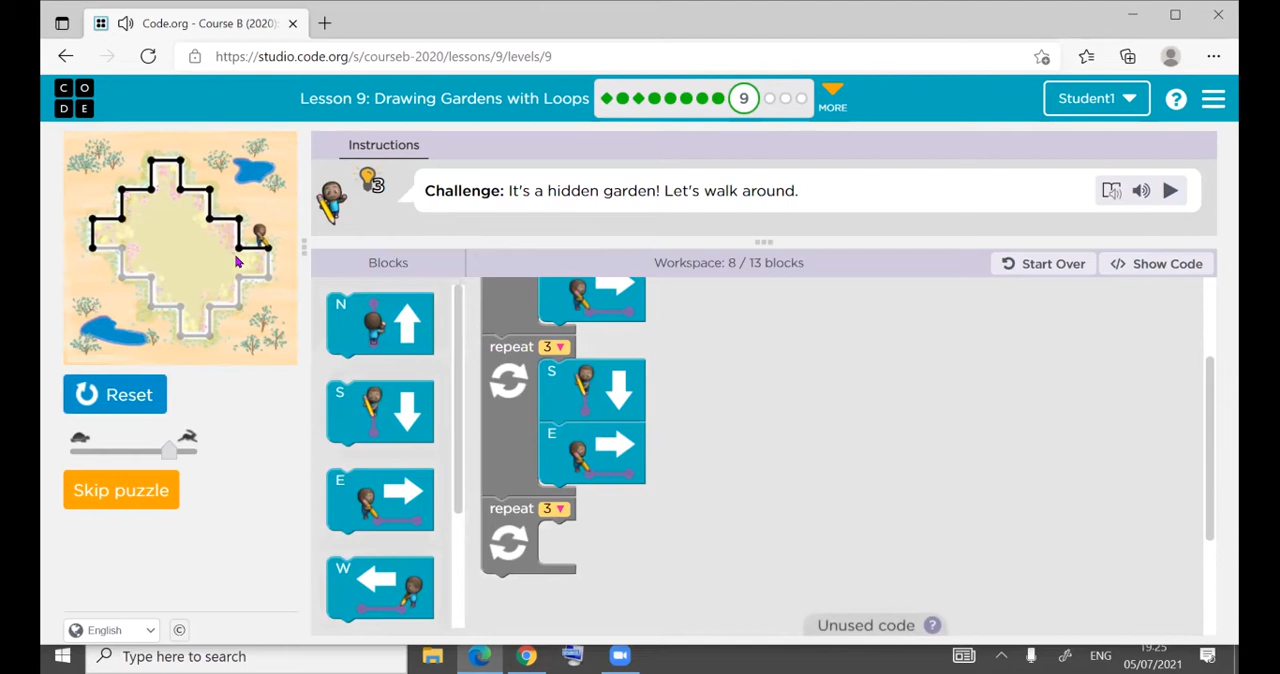 Code.org - Course B (2020):
https://studio.code.org/s/courseb-2020/lessons/9/levels/9
C O
D E
Lesson 9: Drawing Gardens with Loops
9
MORE
Student1
?
Instructions
3
Challenge: It's a hidden garden! Let's walk around.
Blocks
Workspace: 8 / 13 blocks
Start Over
</> Show Code
N
S
E
W
repeat 3
S
E
repeat 3
Reset
Skip puzzle
Unused code ?
English
©
Type here to search
ENG
19:25
05/07/2021